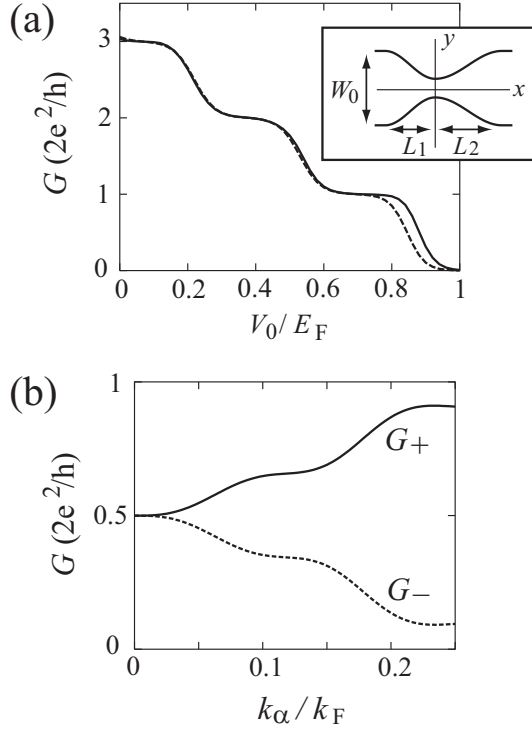 (a)
G (2e²/h)
3
2
1
0
0 0.2 0.4 0.6 0.8 1
V₀/E_F
y
x
W₀
L₁ L₂
(b)
G (2e²/h)
1
0.5
0
0 0.1 0.2
k_α/k_F
G+
G−